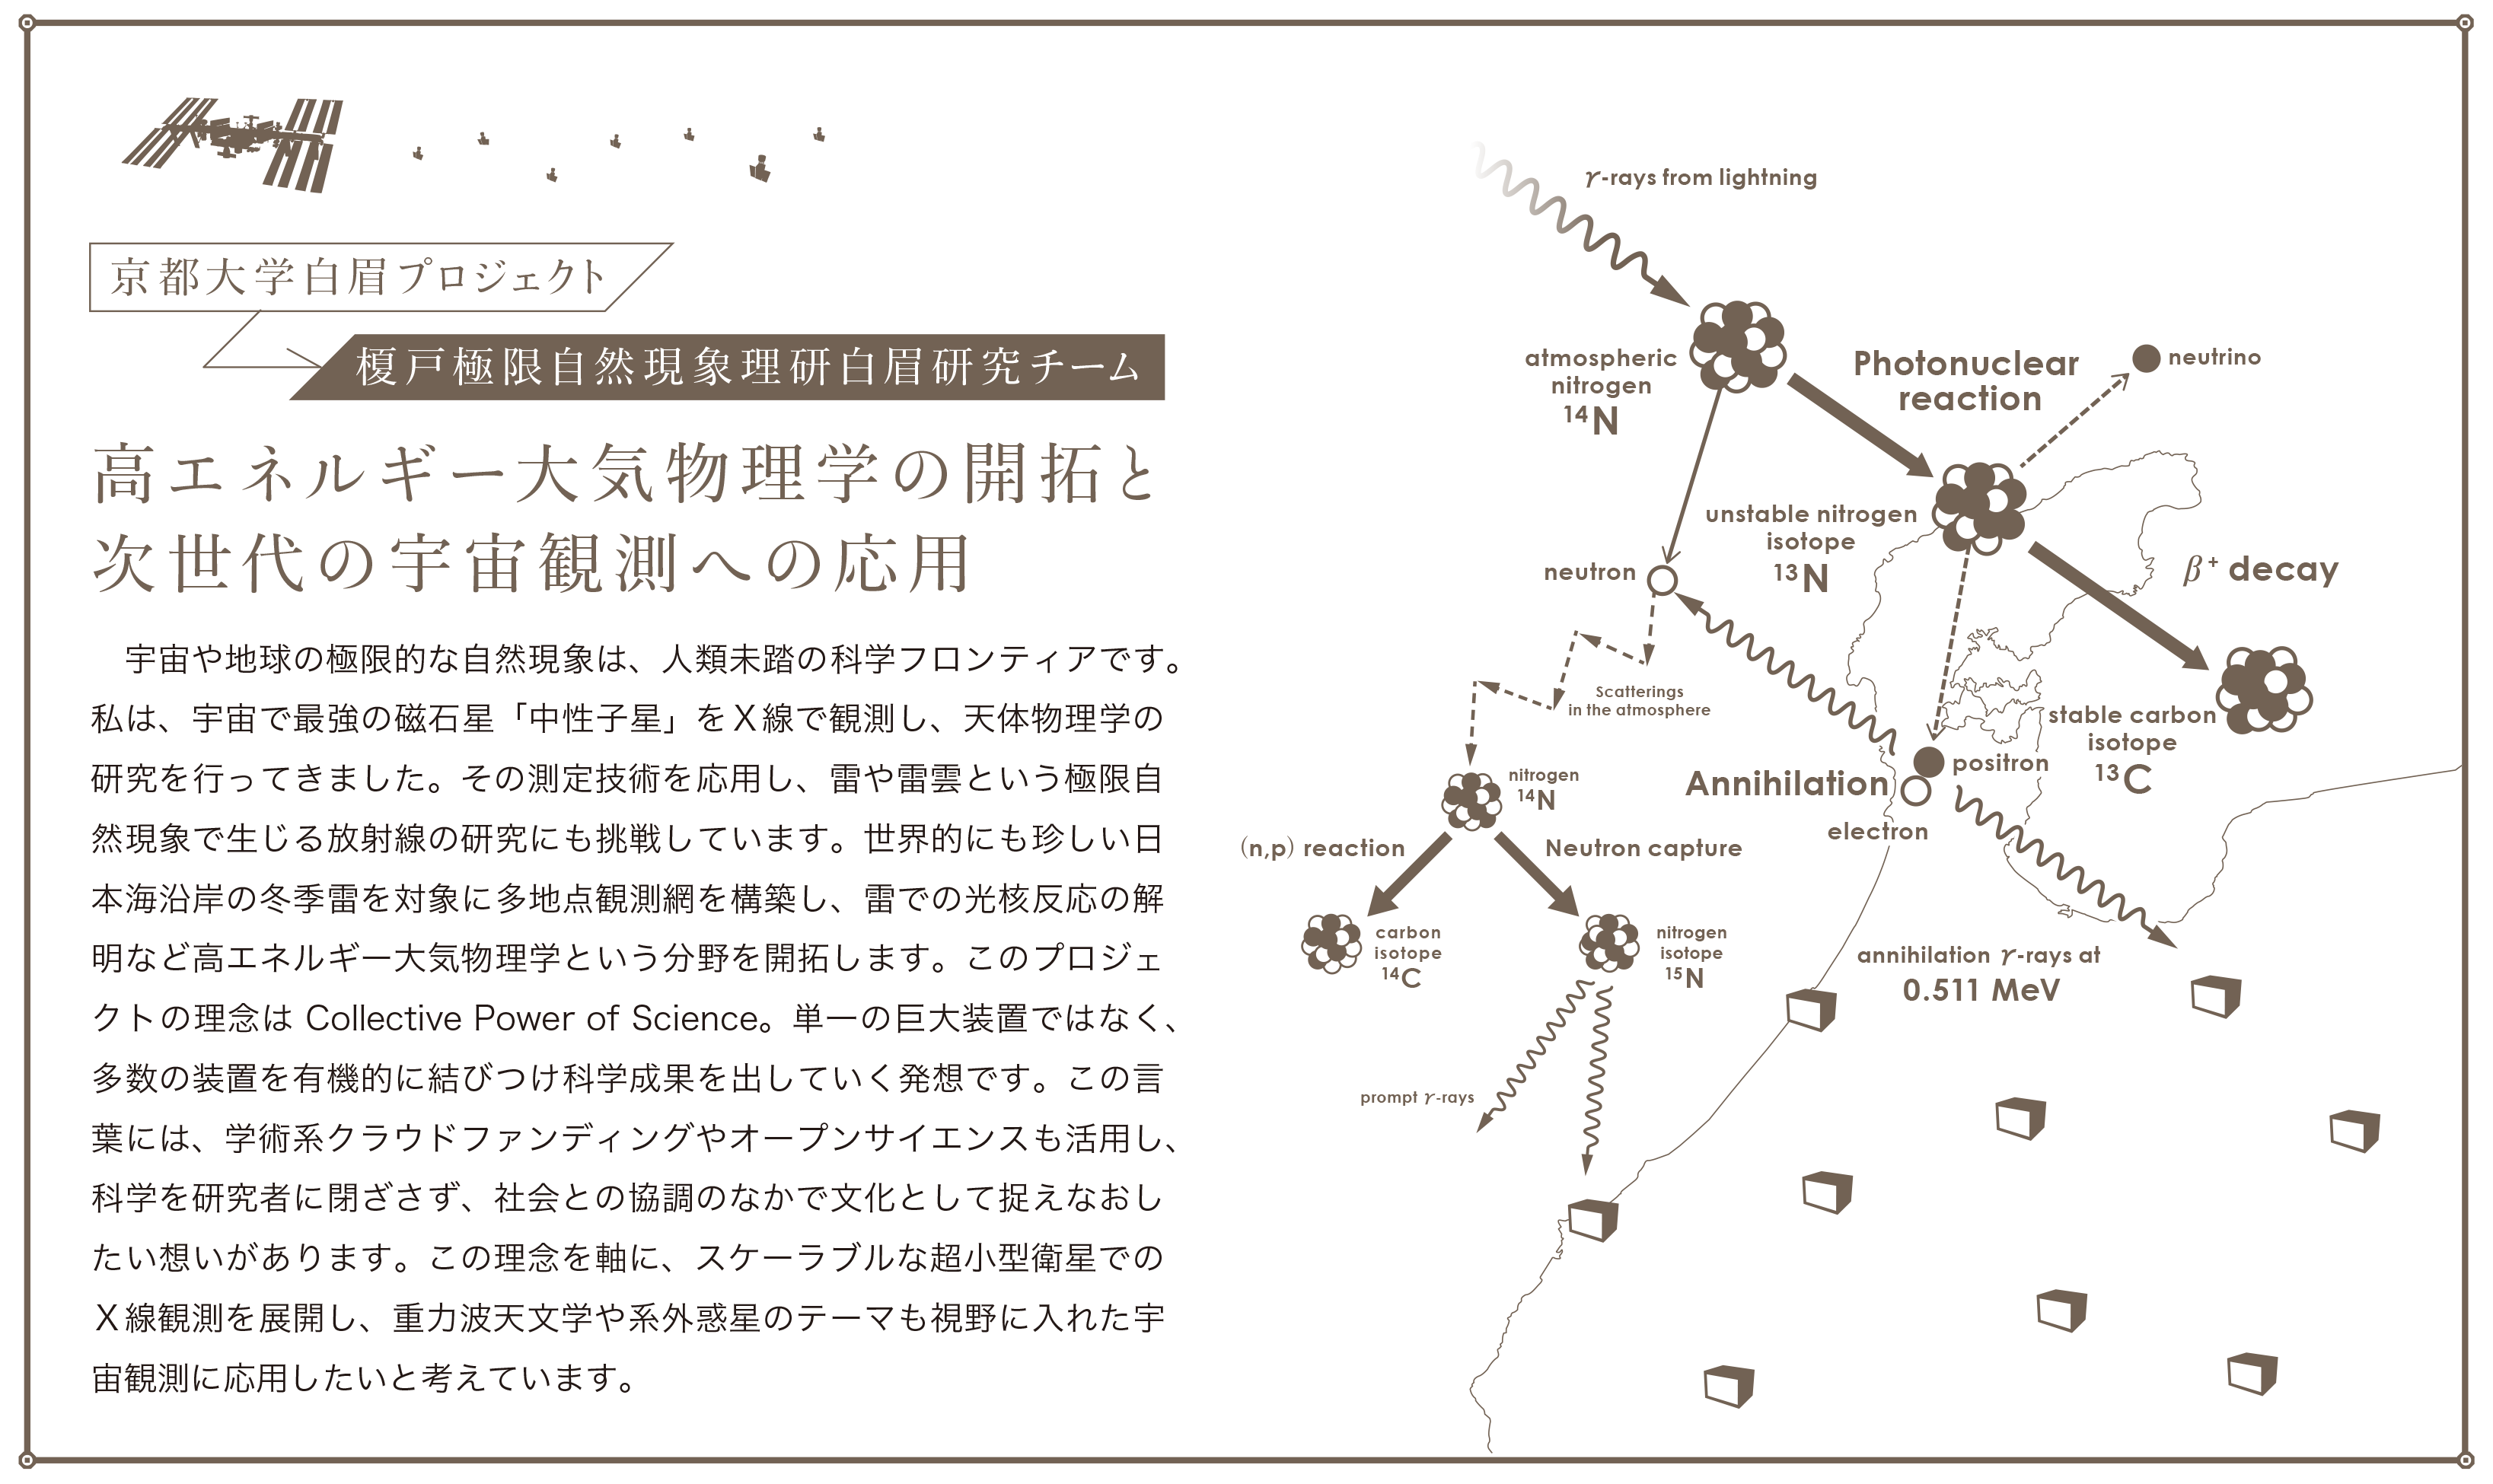 京都大学白眉プロジェクト
榎戸極限自然現象理研白眉研究チーム
高エネルギー大気物理学の開拓と
次世代の宇宙観測への応用
宇宙や地球の極限的な自然現象は、人類未踏の科学フロンティアです。
私は、宇宙で最強の磁石星「中性子星」をＸ線で観測し、天体物理学の
研究を行ってきました。その測定技術を応用し、雷や雷雲という極限自
然現象で生じる放射線の研究にも挑戦しています。世界的にも珍しい日
本海沿岸の冬季雷を対象に多地点観測網を構築し、雷での光核反応の解
明など高エネルギー大気物理学という分野を開拓します。このプロジェ
クトの理念は Collective Power of Science。単一の巨大装置ではなく、
多数の装置を有機的に結びつけ科学成果を出していく発想です。この言
葉には、学術系クラウドファンディングやオープンサイエンスも活用し、
科学を研究者に閉ざさず、社会との協調のなかで文化として捉えなおし
たい想いがあります。この理念を軸に、スケーラブルな超小型衛星での
Ｘ線観測を展開し、重力波天文学や系外惑星のテーマも視野に入れた宇
宙観測に応用したいと考えています。
γ-rays from lightning
atmospheric
nitrogen
¹⁴N
Photonuclear
reaction
neutrino
unstable nitrogen
isotope
¹³N
neutron
β⁺ decay
Scatterings
in the atmosphere
stable carbon
isotope
¹³C
positron
Annihilation
electron
nitrogen
¹⁴N
(n,p) reaction
Neutron capture
carbon
isotope
¹⁴C
nitrogen
isotope
¹⁵N
annihilation γ-rays at
0.511 MeV
prompt γ-rays